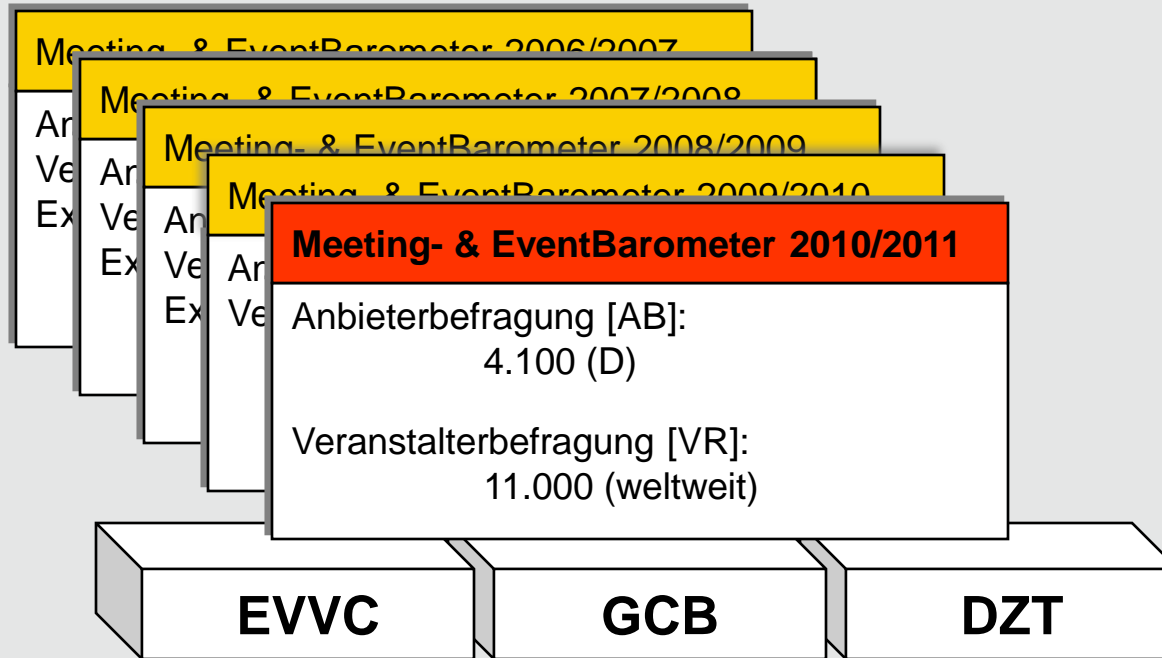 Meeting- & EventBarometer 2006/2007
Meeting- & EventBarometer 2007/2008
Meeting- & EventBarometer 2008/2009
Meeting- & EventBarometer 2009/2010
Meeting- & EventBarometer 2010/2011
Anbieterbefragung [AB]:
4.100 (D)
Veranstalterbefragung [VR]:
11.000 (weltweit)
EVVC GCB DZT